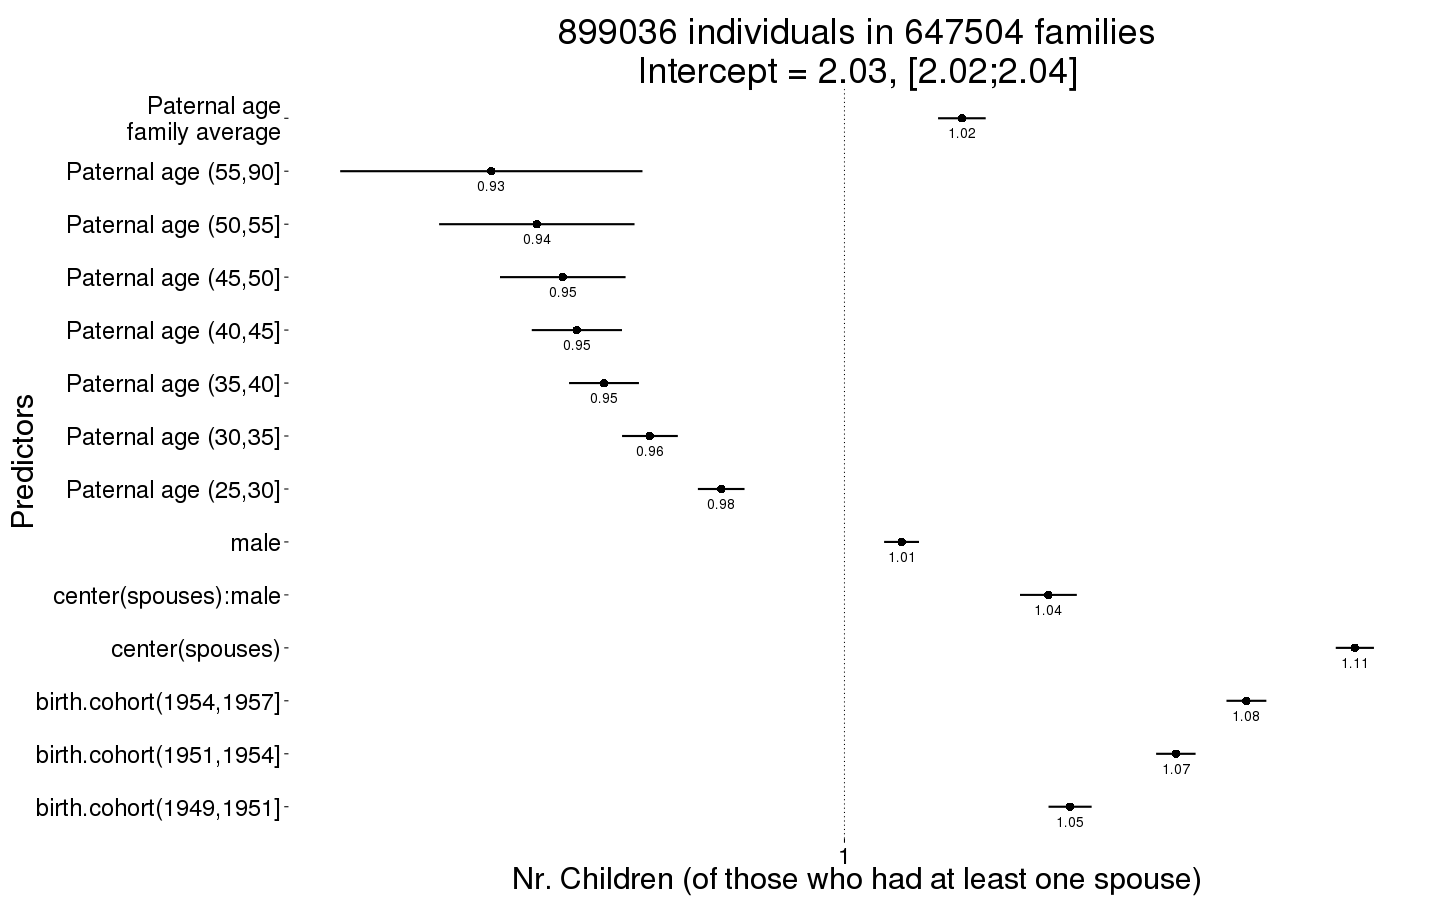 899036 individuals in 647504 families
Intercept = 2.03, [2.02;2.04]
Paternal age
family average
1.02
Paternal age (55,90]
0.93
Paternal age (50,55]
0.94
Paternal age (45,50]
0.95
Paternal age (40,45]
0.95
Paternal age (35,40]
0.95
Paternal age (30,35]
0.96
Paternal age (25,30]
0.98
male
1.01
center(spouses):male
1.04
center(spouses)
1.11
birth.cohort(1954,1957]
1.08
birth.cohort(1951,1954]
1.07
birth.cohort(1949,1951]
1.05
Predictors
1
Nr. Children (of those who had at least one spouse)